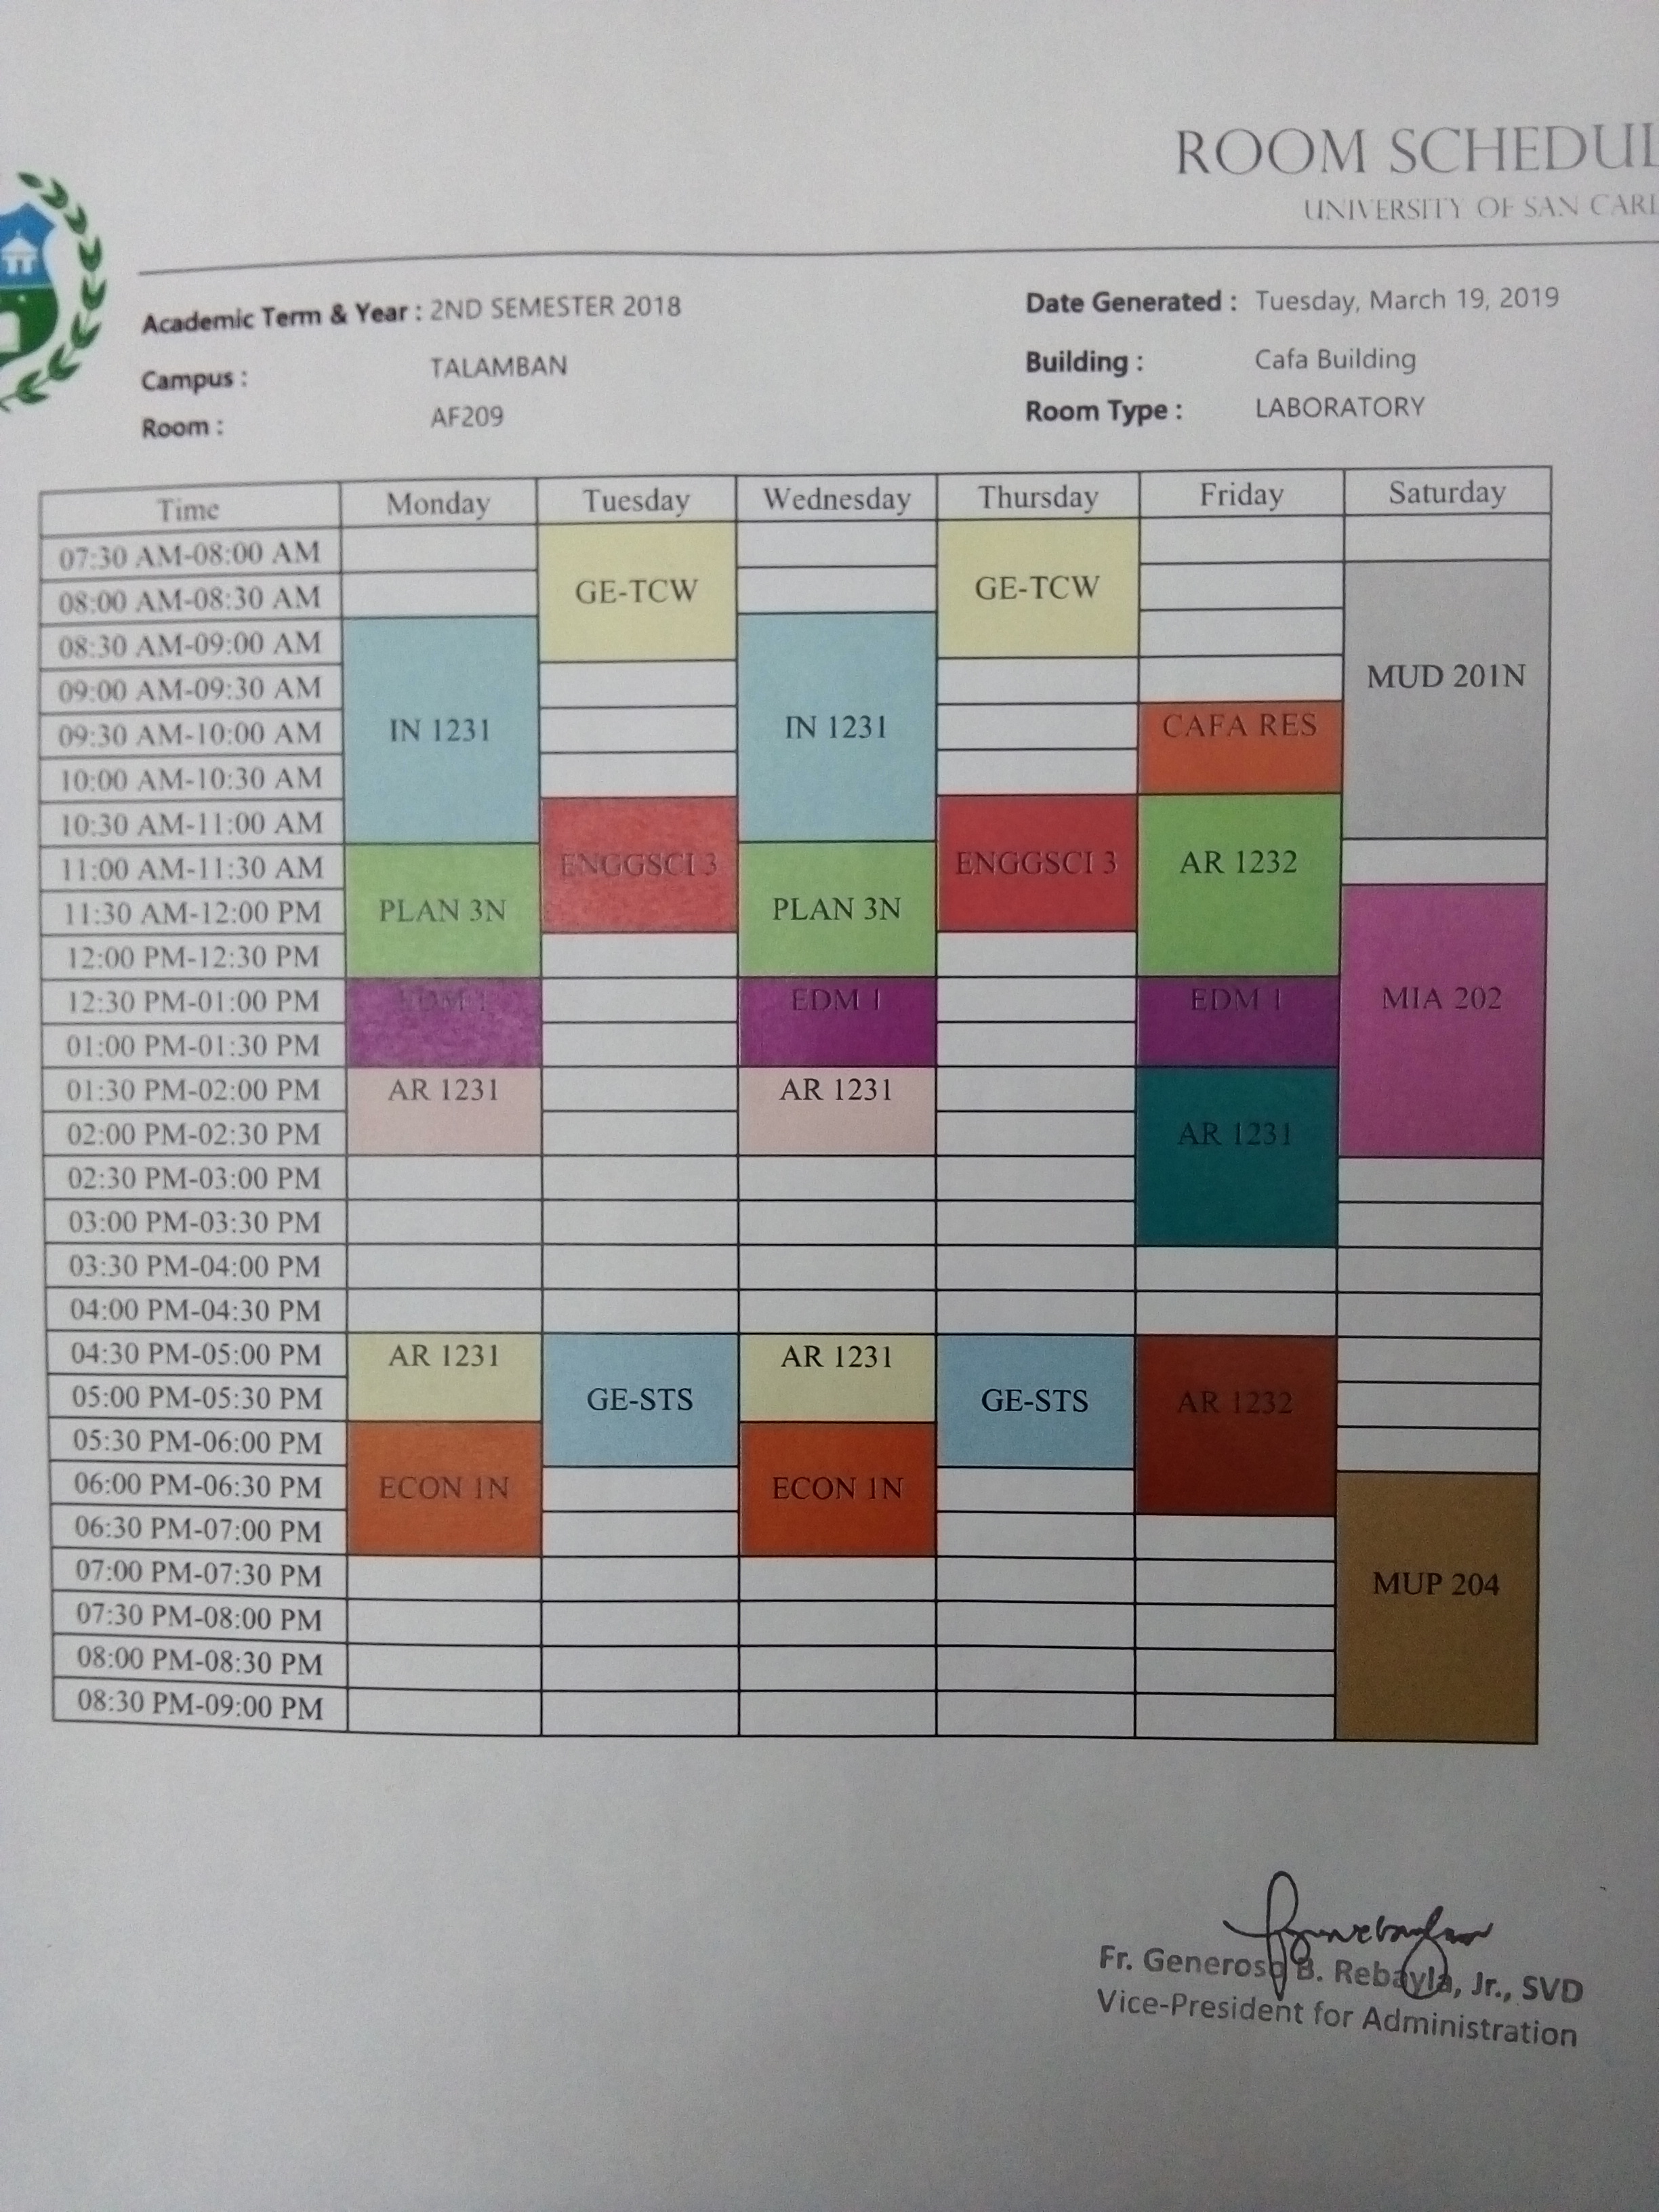 ROOM SCHEDUL
UNIVERSITY OF SAN CARL
Academic Term & Year : 2ND SEMESTER 2018
Date Generated : Tuesday, March 19, 2019
Campus : TALAMBAN
Building : Cafa Building
Room : AF209
Room Type : LABORATORY
Time Monday Tuesday Wednesday Thursday Friday Saturday
07:30 AM-08:00 AM
08:00 AM-08:30 AM GE-TCW GE-TCW
08:30 AM-09:00 AM
09:00 AM-09:30 AM MUD 201N
09:30 AM-10:00 AM IN 1231 IN 1231 CAFA RES
10:00 AM-10:30 AM
10:30 AM-11:00 AM
11:00 AM-11:30 AM ENGGSCI 3 ENGGSCI 3 AR 1232
11:30 AM-12:00 PM PLAN 3N PLAN 3N
12:00 PM-12:30 PM
12:30 PM-01:00 PM EDM 1 EDM 1 EDM 1 MIA 202
01:00 PM-01:30 PM
01:30 PM-02:00 PM AR 1231 AR 1231
02:00 PM-02:30 PM AR 1231
02:30 PM-03:00 PM
03:00 PM-03:30 PM
03:30 PM-04:00 PM
04:00 PM-04:30 PM
04:30 PM-05:00 PM AR 1231 AR 1231
05:00 PM-05:30 PM GE-STS GE-STS AR 1232
05:30 PM-06:00 PM
06:00 PM-06:30 PM ECON 1N ECON 1N
06:30 PM-07:00 PM
07:00 PM-07:30 PM MUP 204
07:30 PM-08:00 PM
08:00 PM-08:30 PM
08:30 PM-09:00 PM
Fr. Generoso B. Rebayla, Jr., SVD
Vice-President for Administration